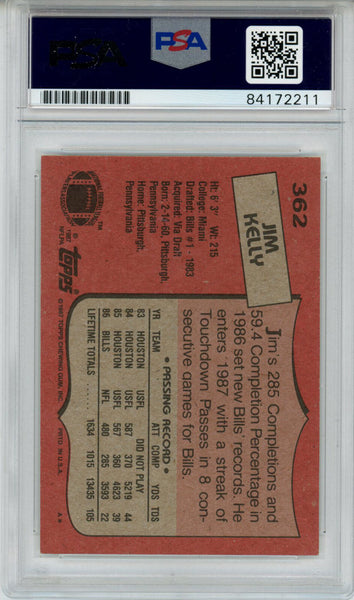 PSA
PSA
84172211
362
JIM
KELLY
Ht: 6' 3" Wt: 215
College: Miami
Drafted: Bills #1 - 1983
Acquired: Via Draft
Born: 2-14-60, Pittsburgh,
Pennsylvania
Home: Pittsburgh,
Pennsylvania
TM
© 1987
NFLPA
topps
®
Jim's 285 Completions and
59.4 Completion Percentage in
1986 set new Bills records. He
enters 1987 with a streak of
Touchdown Passes in 8 con-
secutive games for Bills.
• PASSING RECORD •
YR TEAM ATT COMP YDS TDS
83 HOUSTON USFL DID NOT PLAY
84 HOUSTON USFL 587 370 5219 44
85 HOUSTON USFL 567 360 4623 39
86 BILLS NFL 480 285 3593 22
LIFETIME TOTALS . . . . 1634 1015 13435 105
© 1987 TOPPS CHEWING GUM, INC. PRTD. IN U.S.A. A*